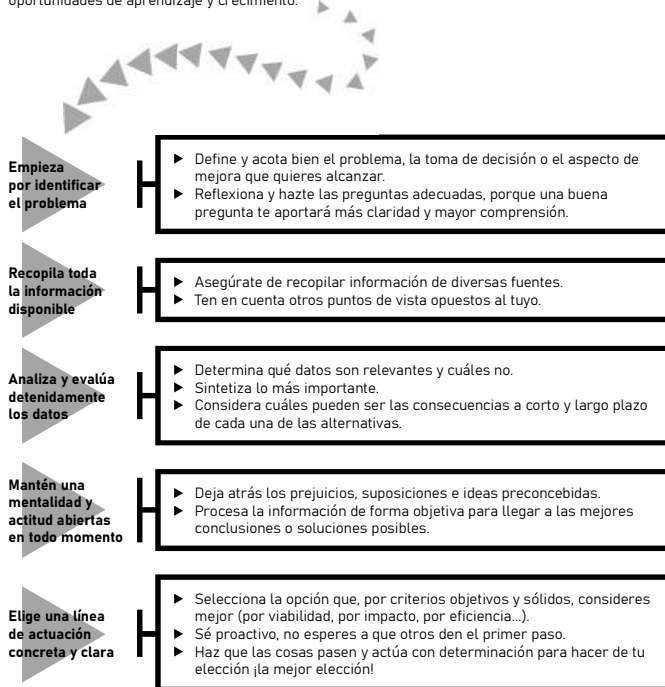 oportunidades de aprendizaje y crecimiento.
Empieza
por identificar
el problema
▶ Define y acota bien el problema, la toma de decisión o el aspecto de
mejora que quieres alcanzar.
▶ Reflexiona y hazte las preguntas adecuadas, porque una buena
pregunta te aportará más claridad y mayor comprensión.
Recopila toda
la información
disponible
▶ Asegúrate de recopilar información de diversas fuentes.
▶ Ten en cuenta otros puntos de vista opuestos al tuyo.
Analiza y evalúa
detenidamente
los datos
▶ Determina qué datos son relevantes y cuáles no.
▶ Sintetiza lo más importante.
▶ Considera cuáles pueden ser las consecuencias a corto y largo plazo
de cada una de las alternativas.
Mantén una
mentalidad y
actitud abiertas
en todo momento
▶ Deja atrás los prejuicios, suposiciones e ideas preconcebidas.
▶ Procesa la información de forma objetiva para llegar a las mejores
conclusiones o soluciones posibles.
Elige una línea
de actuación
concreta y clara
▶ Selecciona la opción que, por criterios objetivos y sólidos, consideres
mejor (por viabilidad, por impacto, por eficiencia...).
▶ Sé proactivo, no esperes a que otros den el primer paso.
▶ Haz que las cosas pasen y actúa con determinación para hacer de tu
elección ¡la mejor elección!